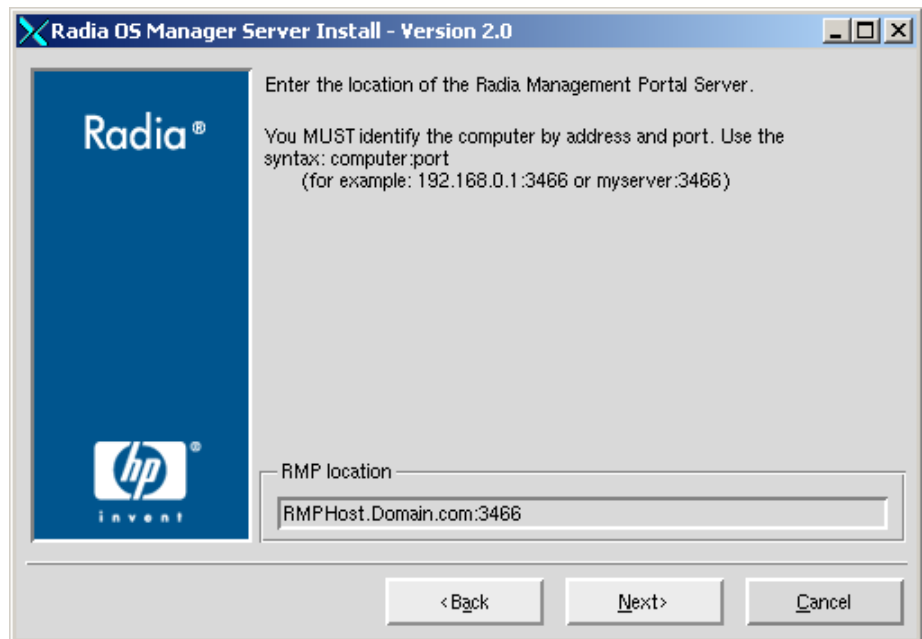 Radia OS Manager Server Install - Version 2.0
Radia®
Enter the location of the Radia Management Portal Server.
You MUST identify the computer by address and port. Use the
syntax: computer:port
(for example: 192.168.0.1:3466 or myserver:3466)
hp®
invent
RMP location
RMPHost.Domain.com:3466
<Back
Next>
Cancel